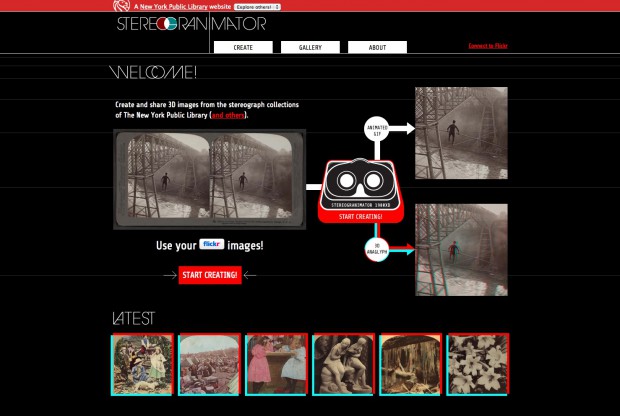 A New York Public Library website
Explore others!
STEREOGRANIMATOR
CREATE
GALLERY
ABOUT
Connect to Flickr
WELCOME!
Create and share 3D images from the stereograph collections
of The New York Public Library (and others).
ANIMATED
GIF
STEREOGRANIMATOR 1000XD
START CREATING!
3D
ANAGLYPH
Use your flickr images!
START CREATING!
LATEST